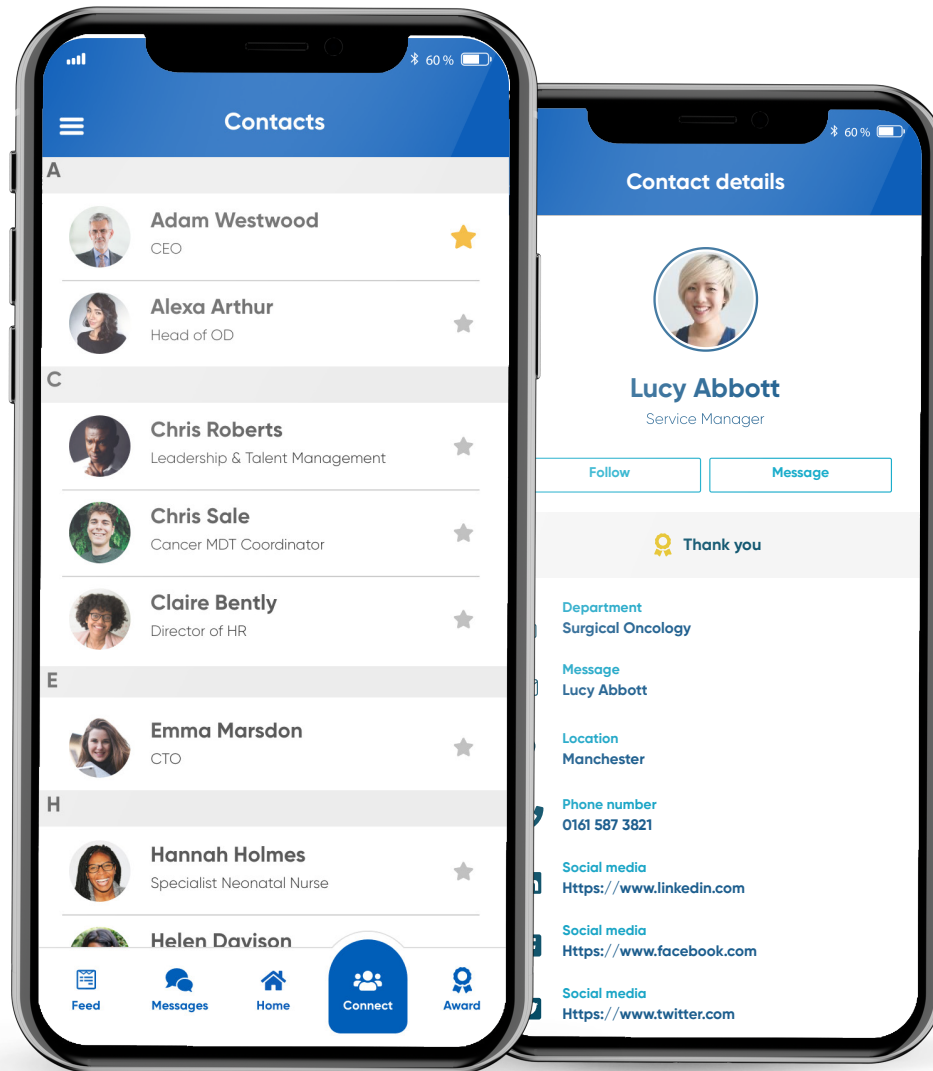 60 %
Contacts
A
Adam Westwood
CEO
Alexa Arthur
Head of OD
C
Chris Roberts
Leadership & Talent Management
Chris Sale
Cancer MDT Coordinator
Claire Bently
Director of HR
E
Emma Marsdon
CTO
H
Hannah Holmes
Specialist Neonatal Nurse
Helen Davison
Feed
Messages
Home
Connect
Award
60 %
Contact details
Lucy Abbott
Service Manager
Follow
Message
Thank you
Department
Surgical Oncology
Message
Lucy Abbott
Location
Manchester
Phone number
0161 587 3821
Social media
Https://www.linkedin.com
Social media
Https://www.facebook.com
Social media
Https://www.twitter.com